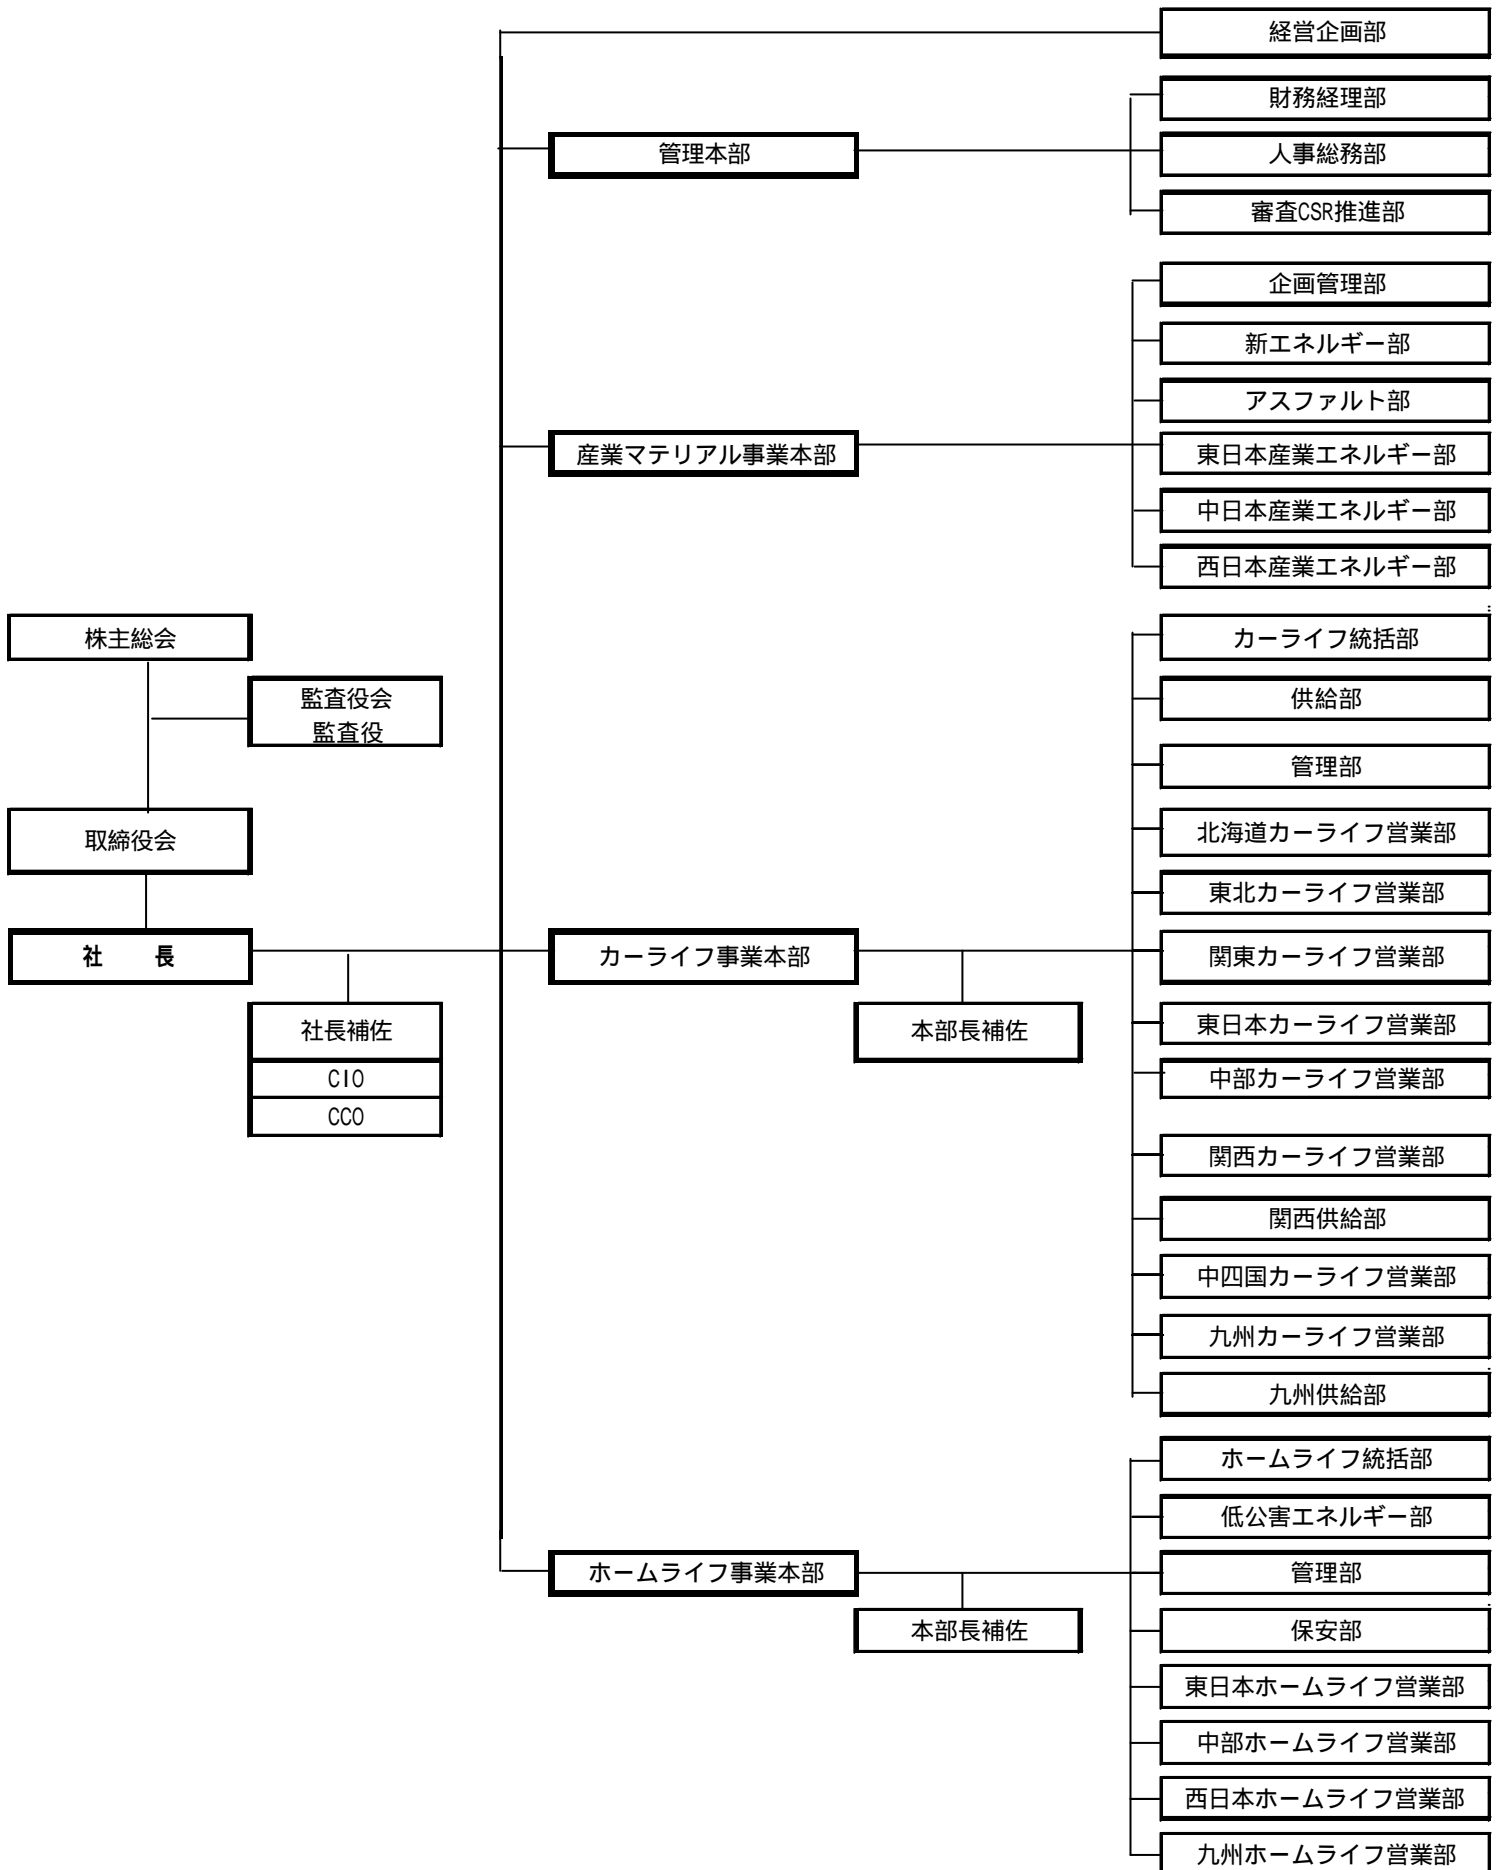 経営企画部
財務経理部
管理本部
人事総務部
審査CSR推進部
企画管理部
新エネルギー部
アスファルト部
産業マテリアル事業本部
東日本産業エネルギー部
中日本産業エネルギー部
西日本産業エネルギー部
株主総会
監査役会
監査役
取締役会
社　長
社長補佐
CIO
CCO
カーライフ事業本部
本部長補佐
カーライフ統括部
供給部
管理部
北海道カーライフ営業部
東北カーライフ営業部
関東カーライフ営業部
東日本カーライフ営業部
中部カーライフ営業部
関西カーライフ営業部
関西供給部
中四国カーライフ営業部
九州カーライフ営業部
九州供給部
ホームライフ事業本部
本部長補佐
ホームライフ統括部
低公害エネルギー部
管理部
保安部
東日本ホームライフ営業部
中部ホームライフ営業部
西日本ホームライフ営業部
九州ホームライフ営業部